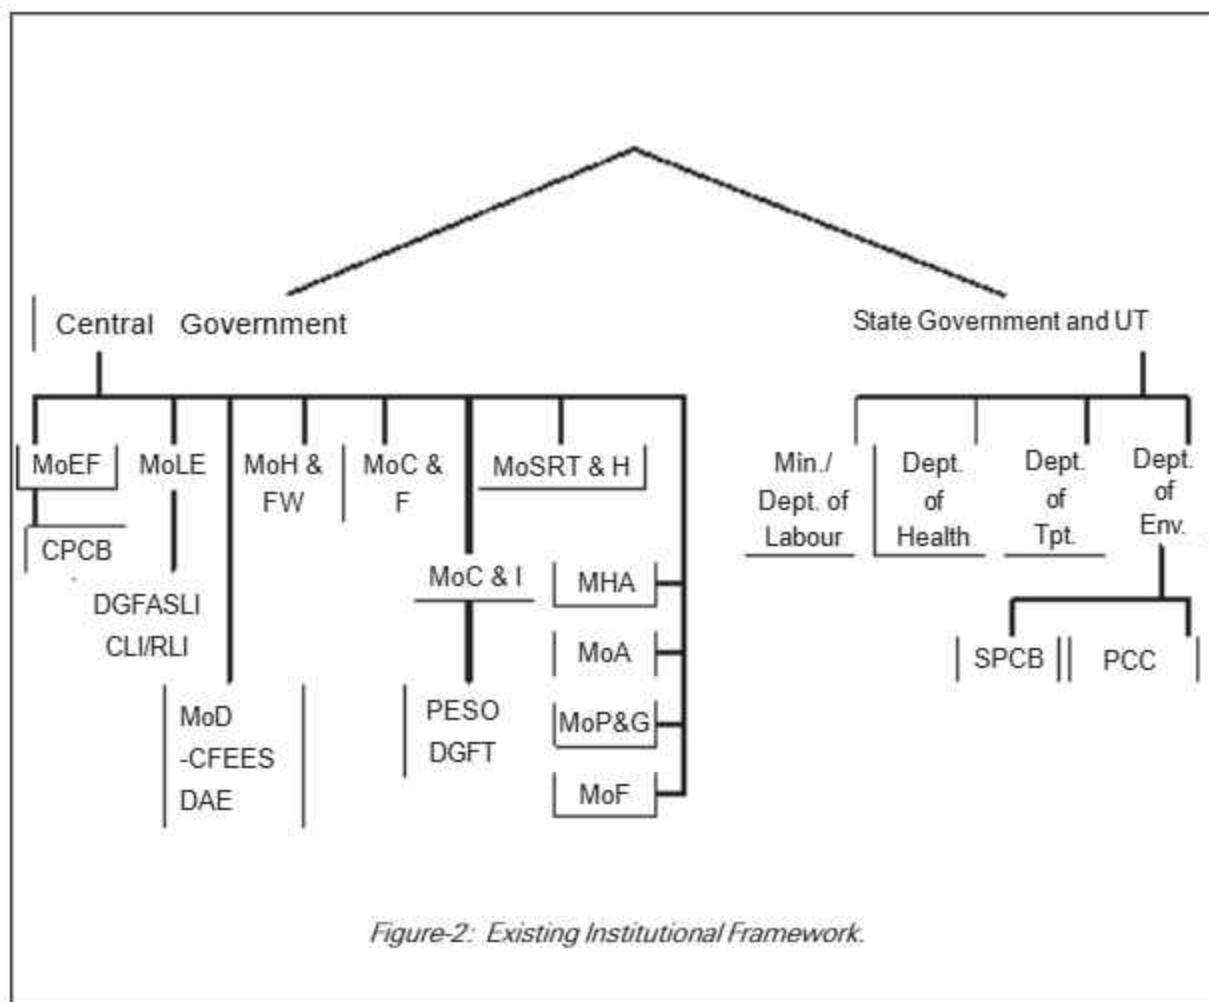 Central Government
State Government and UT
MoEF
CPCB
MoLE
DGFASLI
CLI/RLI
MoD
-CFEES
DAE
MoH &
FW
MoC &
F
MoC & I
PESO
DGFT
MoSRT & H
MHA
MoA
MoP&G
MoF
Min./
Dept. of
Labour
Dept.
of
Health
Dept.
of
Tpt.
Dept.
of
Env.
SPCB
PCC
Figure-2: Existing Institutional Framework.